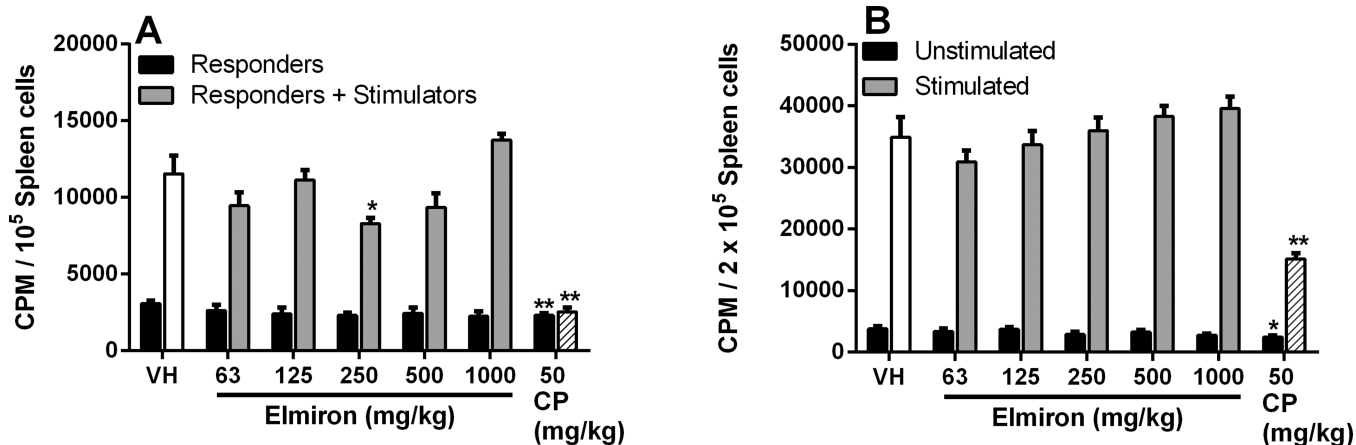 A
CPM / 10⁵ Spleen cells
20000
15000
10000
5000
0
Responders
Responders + Stimulators
*
** **
VH 63 125 250 500 1000 50
Elmiron (mg/kg)
CP
(mg/kg)
B
CPM / 2 x 10⁵ Spleen cells
50000
40000
30000
20000
10000
0
Unstimulated
Stimulated
*
**
VH 63 125 250 500 1000 50
Elmiron (mg/kg)
CP
(mg/kg)